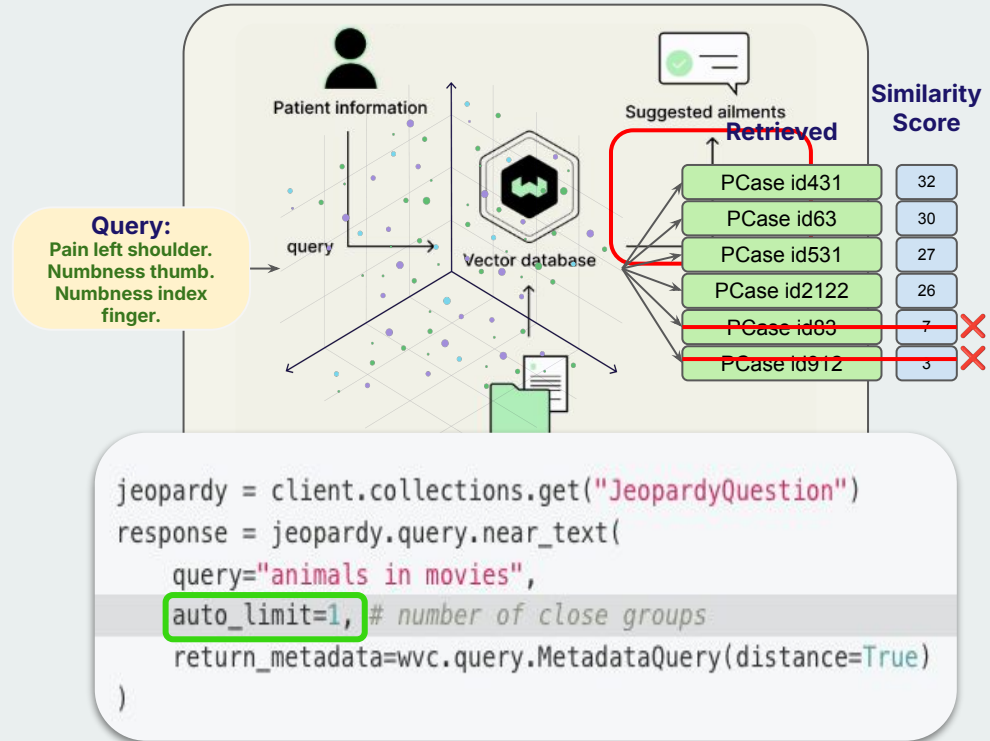 Patient information
Suggested ailments
Similarity
Score
Retrieved
PCase id431
32
PCase id63
30
PCase id531
27
PCase id2122
26
PCase id83
7
PCase id912
3
Query:
Pain left shoulder.
Numbness thumb.
Numbness index
finger.
query
Vector database
jeopardy = client.collections.get("JeopardyQuestion")
response = jeopardy.query.near_text(
    query="animals in movies",
    auto_limit=1, # number of close groups
    return_metadata=wvc.query.MetadataQuery(distance=True)
)